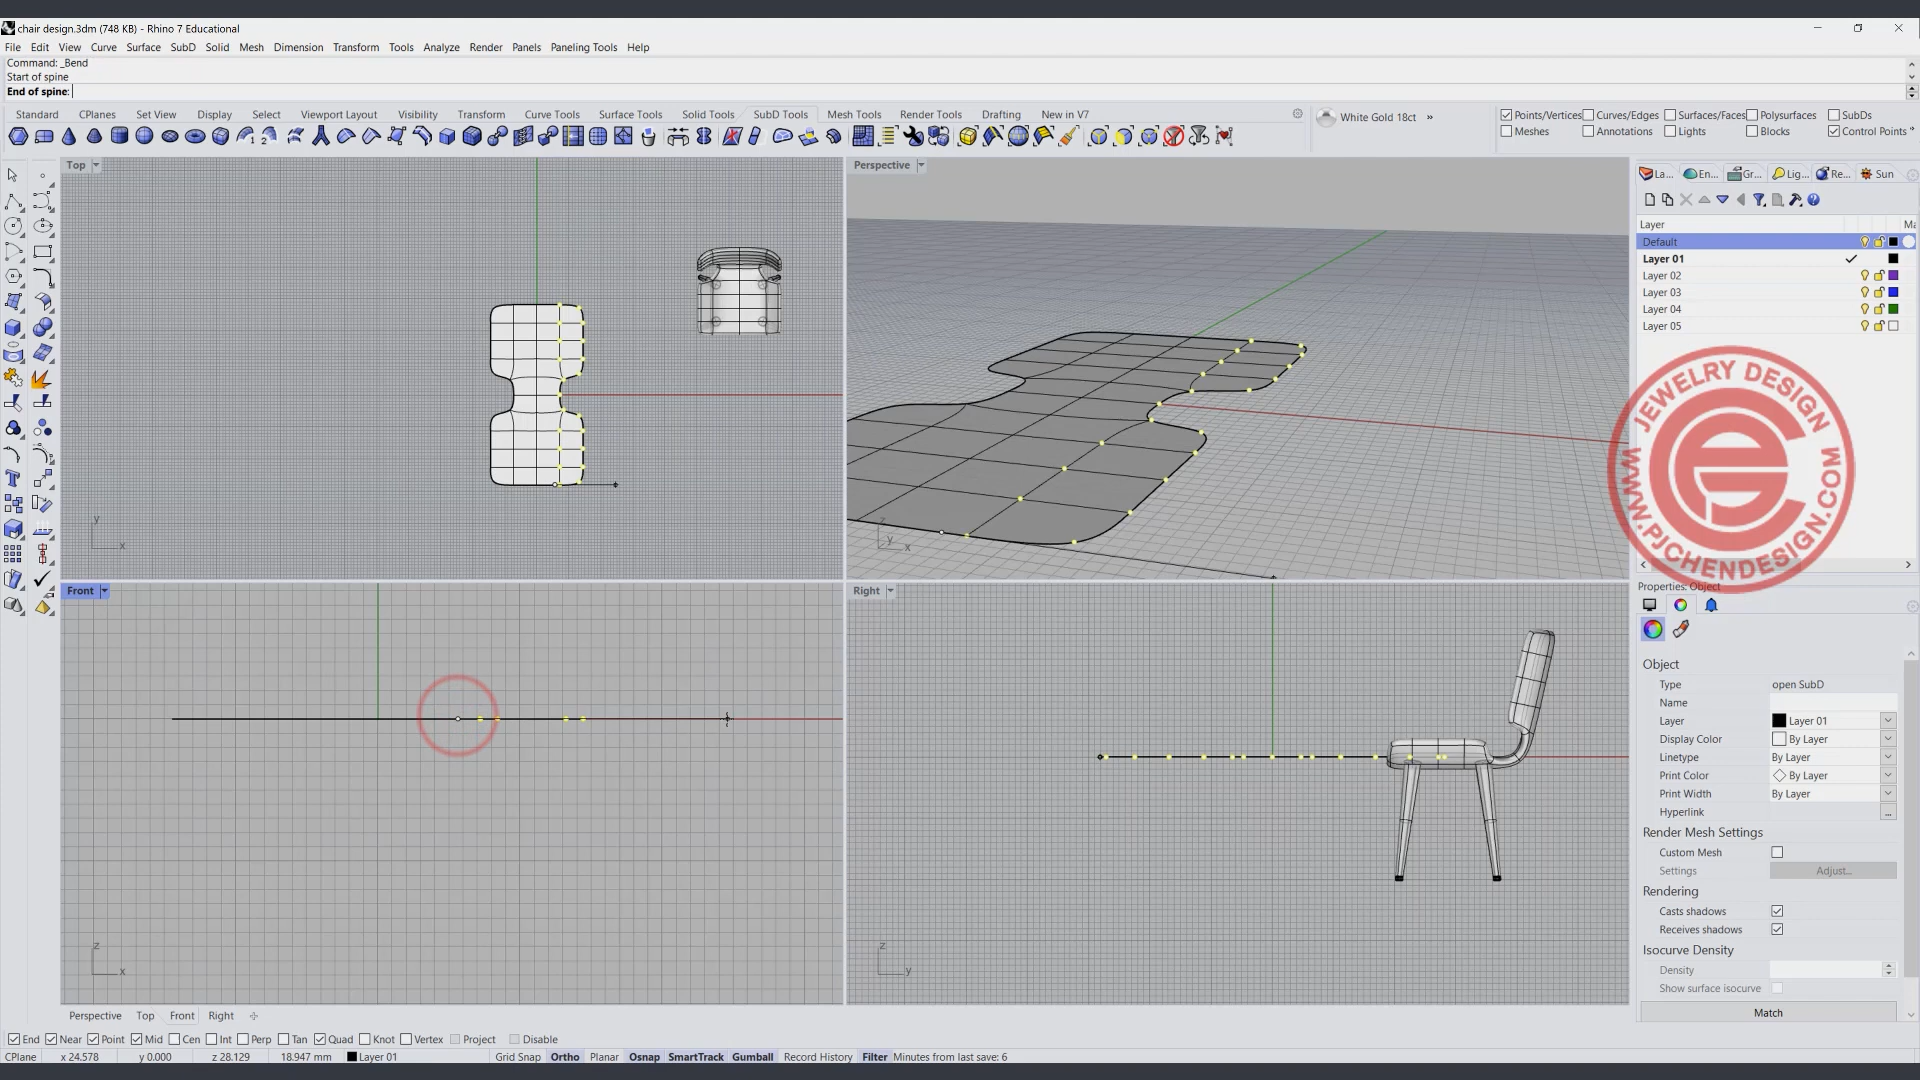 chair design.3dm (748 KB) - Rhino 7 Educational
File Edit View Curve Surface SubD Solid Mesh Dimension Transform Tools Analyze Render Panels Paneling Tools Help
Command: _Bend
Start of spine
End of spine:
Standard CPlanes Set View Display Select Viewport Layout Visibility Transform Curve Tools Surface Tools Solid Tools SubD Tools Mesh Tools Render Tools Drafting New in V7
White Gold 18ct »
Points/Vertices Curves/Edges Surfaces/Faces Polysurfaces SubDs
Meshes Annotations Lights Blocks Control Points »
Top
Perspective
La... En... Gr... Lig... Re... Sun
Layer Ma
Default
Layer 01
Layer 02
Layer 03
Layer 04
Layer 05
JEWELRY DESIGN
WWW.PJCHENDESIGN.COM
y
x
z
y
x
Front
Right
z
x
z
y
Properties: Object
Object
Type open SubD
Name
Layer Layer 01
Display Color By Layer
Linetype By Layer
Print Color By Layer
Print Width By Layer
Hyperlink ...
Render Mesh Settings
Custom Mesh
Settings Adjust...
Rendering
Casts shadows
Receives shadows
Isocurve Density
Density
Show surface isocurve
Match
Perspective Top Front Right
End Near Point Mid Cen Int Perp Tan Quad Knot Vertex Project Disable
CPlane x 24.578 y 0.000 z 28.129 18.947 mm Layer 01 Grid Snap Ortho Planar Osnap SmartTrack Gumball Record History Filter Minutes from last save: 6